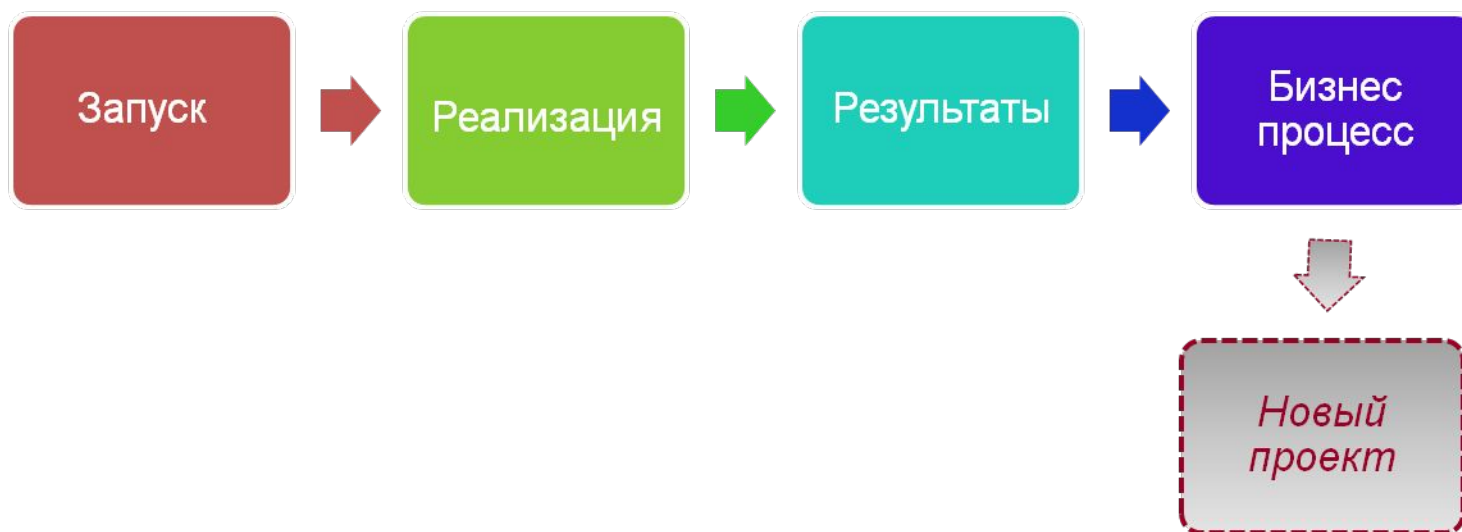 Запуск
Реализация
Результаты
Бизнес
процесс
Новый
проект